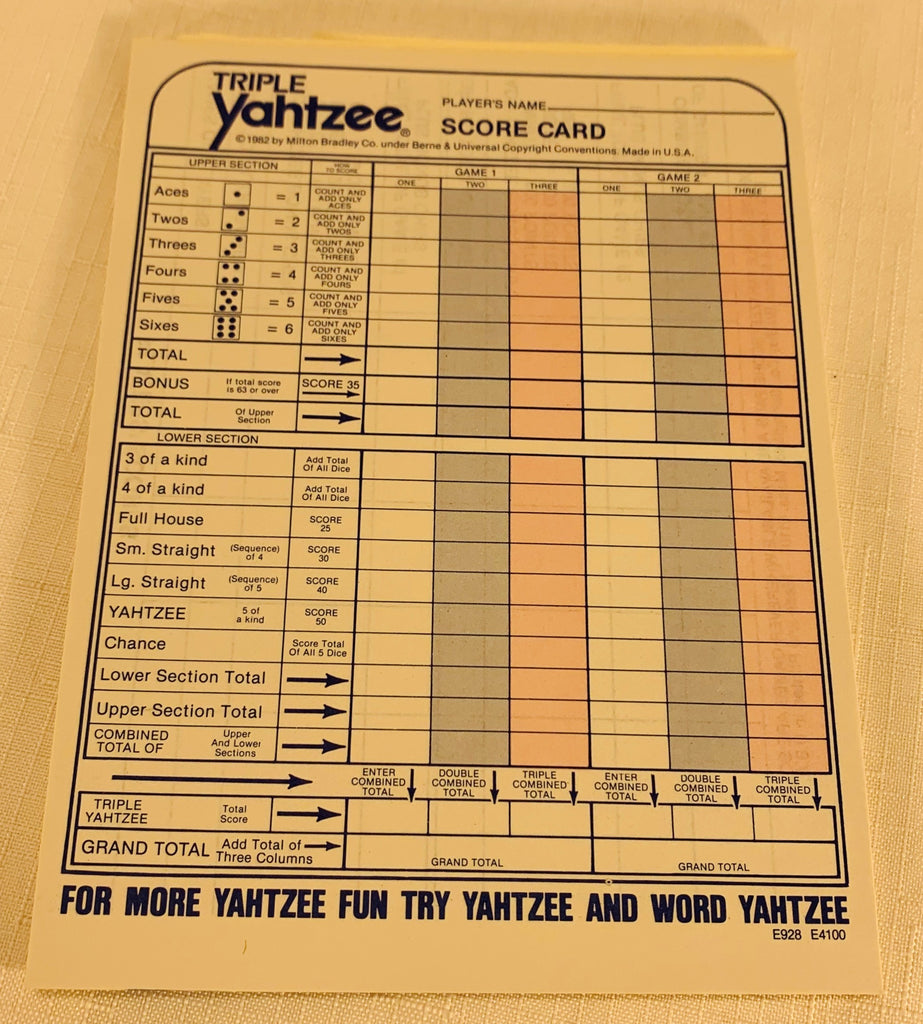 TRIPLE
Yahtzee®
PLAYER'S NAME
SCORE CARD
©1982 by Milton Bradley Co. under Berne & Universal Copyright Conventions. Made in U.S.A.
UPPER SECTION HOW TO SCORE GAME 1 GAME 2
ONE TWO THREE ONE TWO THREE
Aces = 1 COUNT AND ADD ONLY ACES
Twos = 2 COUNT AND ADD ONLY TWOS
Threes = 3 COUNT AND ADD ONLY THREES
Fours = 4 COUNT AND ADD ONLY FOURS
Fives = 5 COUNT AND ADD ONLY FIVES
Sixes = 6 COUNT AND ADD ONLY SIXES
TOTAL
BONUS If total score is 63 or over SCORE 35
TOTAL Of Upper Section
LOWER SECTION
3 of a kind Add Total Of All Dice
4 of a kind Add Total Of All Dice
Full House SCORE 25
Sm. Straight (Sequence) of 4 SCORE 30
Lg. Straight (Sequence) of 5 SCORE 40
YAHTZEE 5 of a kind SCORE 50
Chance Score Total Of All 5 Dice
Lower Section Total
Upper Section Total
COMBINED TOTAL OF Upper And Lower Sections
ENTER COMBINED TOTAL DOUBLE COMBINED TOTAL TRIPLE COMBINED TOTAL ENTER COMBINED TOTAL DOUBLE COMBINED TOTAL TRIPLE COMBINED TOTAL
TRIPLE YAHTZEE Total Score
GRAND TOTAL Add Total of Three Columns GRAND TOTAL GRAND TOTAL
FOR MORE YAHTZEE FUN TRY YAHTZEE AND WORD YAHTZEE
E928 E4100